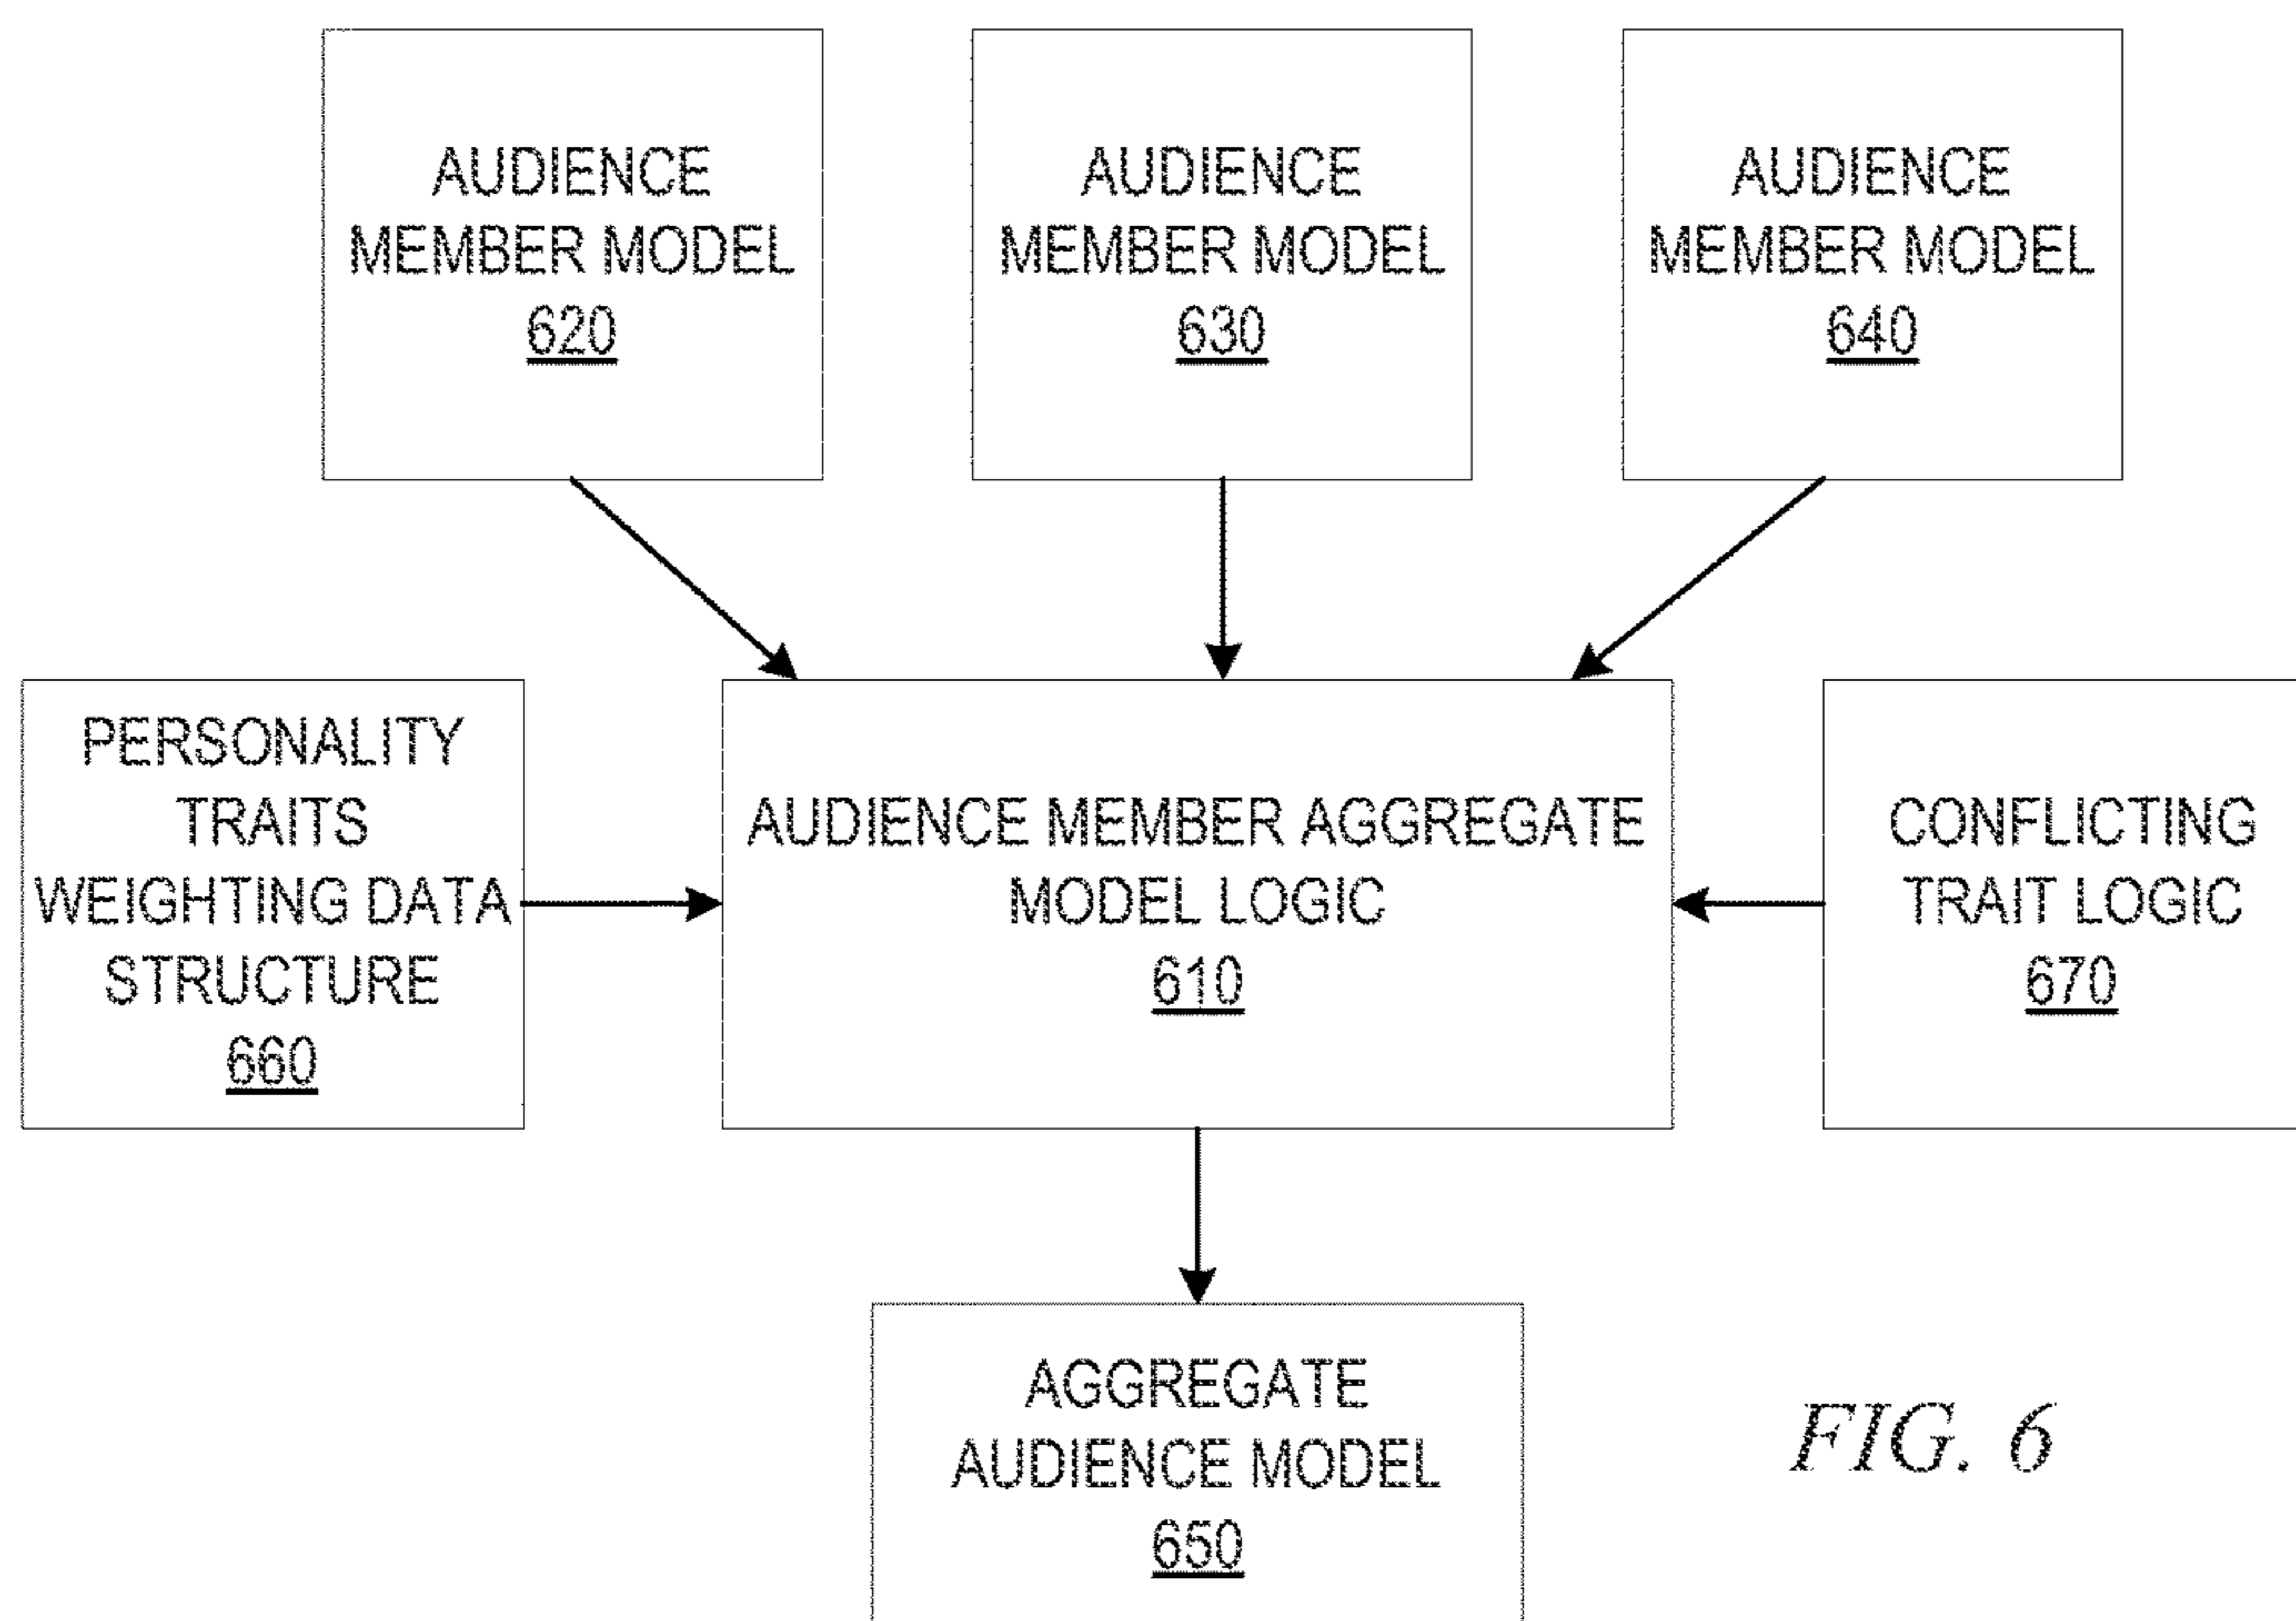 AUDIENCE
MEMBER MODEL
620
AUDIENCE
MEMBER MODEL
630
AUDIENCE
MEMBER MODEL
640
PERSONALITY
TRAITS
WEIGHTING DATA
STRUCTURE
660
AUDIENCE MEMBER AGGREGATE
MODEL LOGIC
610
CONFLICTING
TRAIT LOGIC
670
AGGREGATE
AUDIENCE MODEL
650
FIG. 6